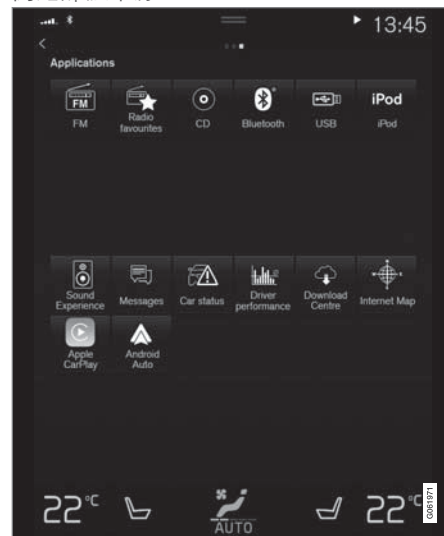 13:45
Applications
FM
FM
Radio favourites
CD
Bluetooth
USB
iPod
iPod
Sound Experience
Messages
Car status
Driver performance
Download Centre
Internet Map
Apple CarPlay
Android Auto
22°C
AUTO
22°C
G061971